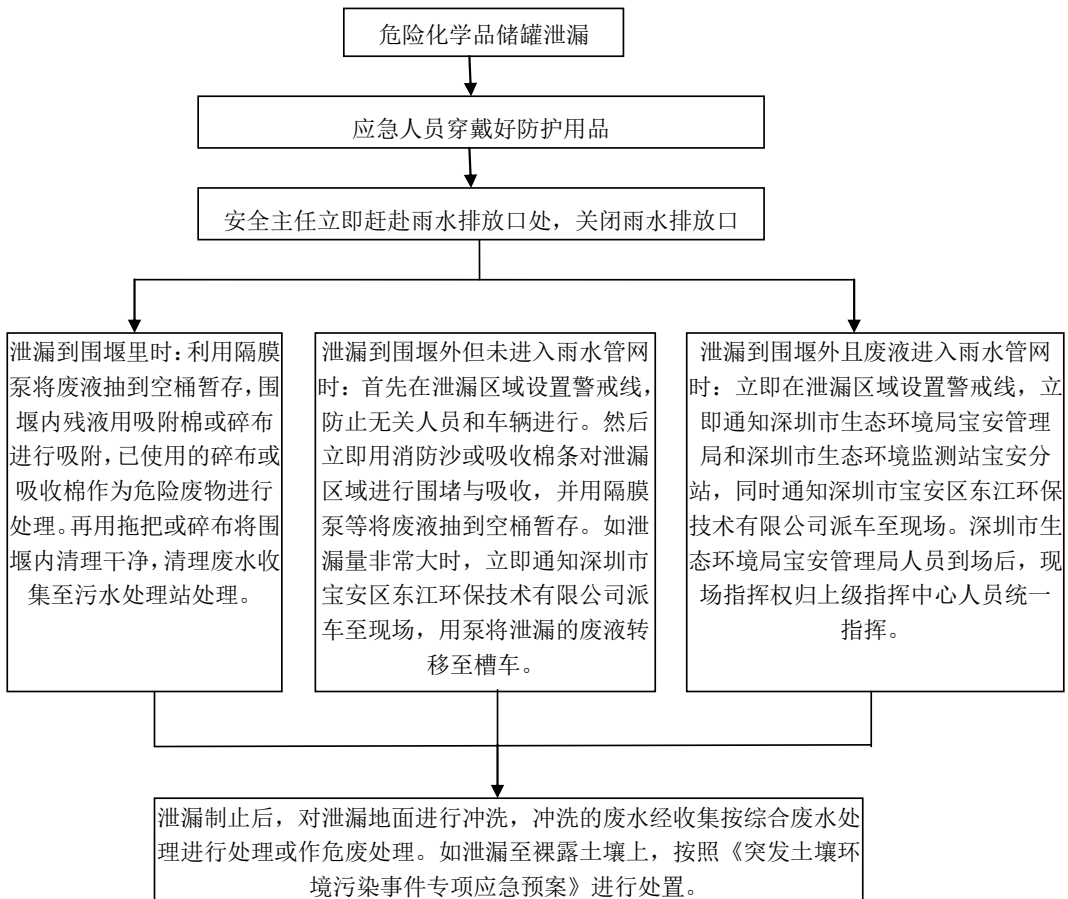 危险化学品储罐泄漏
应急人员穿戴好防护用品
安全主任立即赶赴雨水排放口处，关闭雨水排放口
泄漏到围堰里时：利用隔膜
泵将废液抽到空桶暂存，围
堰内残液用吸附棉或碎布
进行吸附，已使用的碎布或
吸收棉作为危险废物进行
处理。再用拖把或碎布将围
堰内清理干净，清理废水收
集至污水处理站处理。
泄漏到围堰外但未进入雨水管网
时：首先在泄漏区域设置警戒线，
防止无关人员和车辆进行。然后
立即用消防沙或吸收棉条对泄漏
区域进行围堵与吸收，并用隔膜
泵等将废液抽到空桶暂存。如泄
漏量非常大时，立即通知深圳市
宝安区东江环保技术有限公司派
车至现场，用泵将泄漏的废液转
移至槽车。
泄漏到围堰外且废液进入雨水管网
时：立即在泄漏区域设置警戒线，立
即通知深圳市生态环境局宝安管理
局和深圳市生态环境监测站宝安分
站，同时通知深圳市宝安区东江环保
技术有限公司派车至现场。深圳市生
态环境局宝安管理局人员到场后，现
场指挥权归上级指挥中心人员统一
指挥。
泄漏制止后，对泄漏地面进行冲洗，冲洗的废水经收集按综合废水处
理进行处理或作危废处理。如泄漏至裸露土壤上，按照《突发土壤环
境污染事件专项应急预案》进行处置。